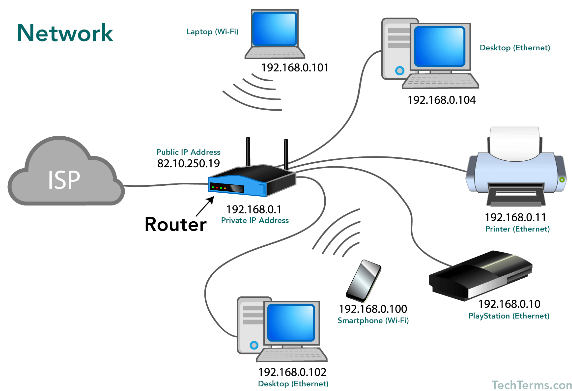 Network
Laptop (Wi-Fi)
192.168.0.101
Desktop (Ethernet)
192.168.0.104
Public IP Address
82.10.250.19
ISP
Router
192.168.0.1
Private IP Address
192.168.0.11
Printer (Ethernet)
192.168.0.100
Smartphone (Wi-Fi)
192.168.0.10
PlayStation (Ethernet)
192.168.0.102
Desktop (Ethernet)
TechTerms.com